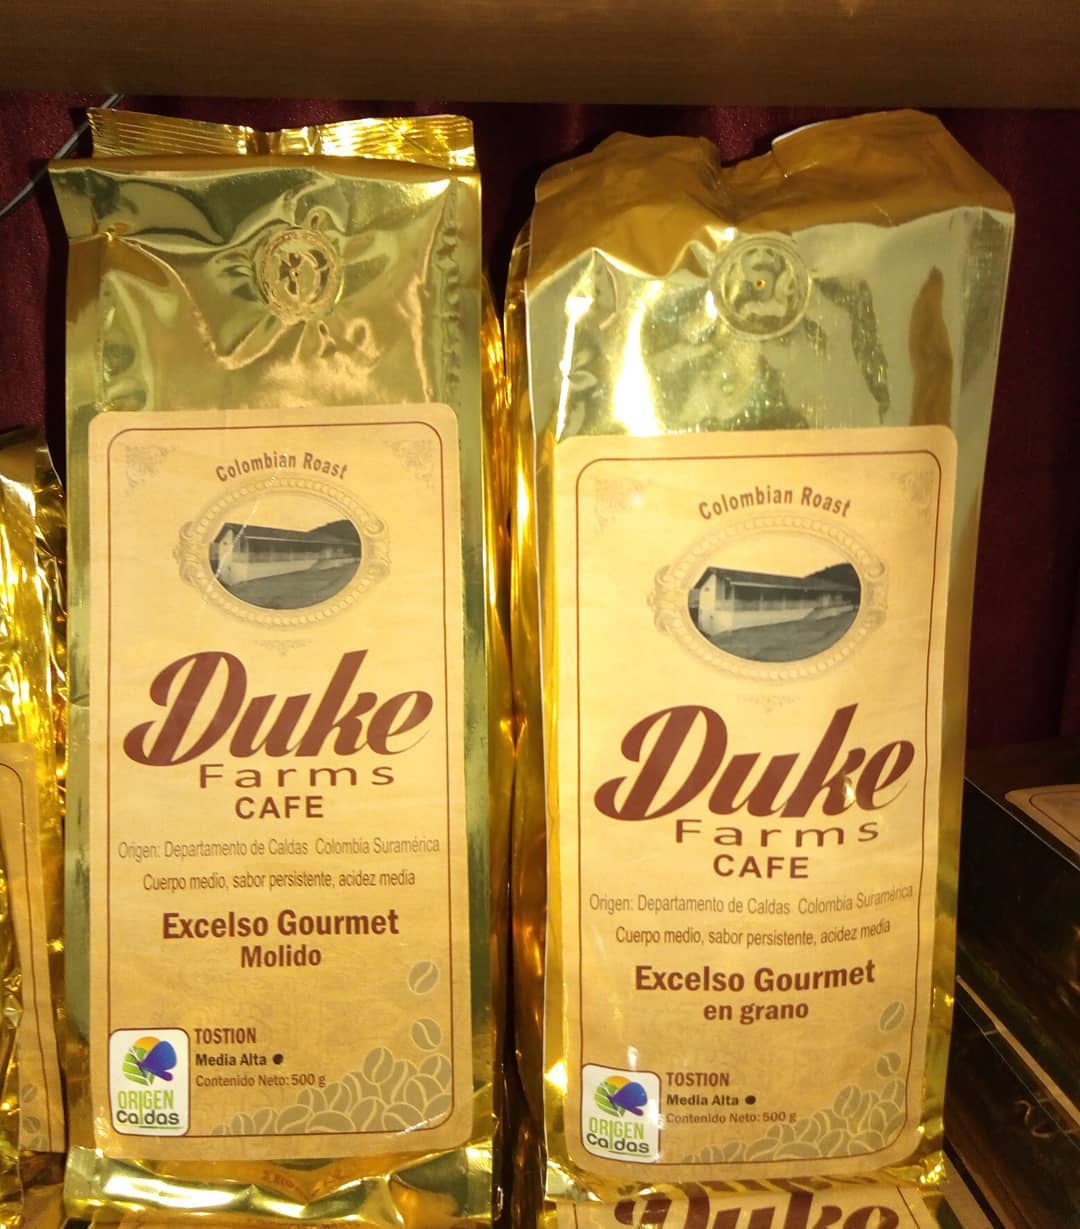 Colombian Roast
Duke
Farms
CAFE
Origen: Departamento de Caldas Colombia Suramérica
Cuerpo medio, sabor persistente, acidez media
Excelso Gourmet
Molido
TOSTION
Media Alta
Contenido Neto: 500 g
ORIGEN
Caldas
Colombian Roast
Duke
Farms
CAFE
Origen: Departamento de Caldas Colombia Suramérica
Cuerpo medio, sabor persistente, acidez media
Excelso Gourmet
en grano
TOSTION
Media Alta
Contenido Neto: 500 g
ORIGEN
Caldas
Duke